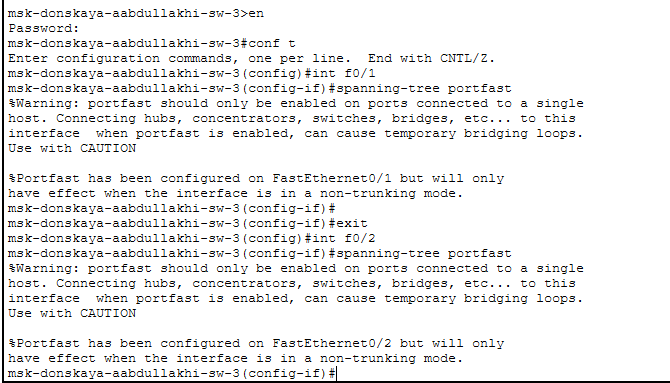 msk-donskaya-aabdullakhi-sw-3>en
Password:
msk-donskaya-aabdullakhi-sw-3#conf t
Enter configuration commands, one per line.  End with CNTL/Z.
msk-donskaya-aabdullakhi-sw-3(config)#int f0/1
msk-donskaya-aabdullakhi-sw-3(config-if)#spanning-tree portfast
%Warning: portfast should only be enabled on ports connected to a single
host. Connecting hubs, concentrators, switches, bridges, etc... to this
interface  when portfast is enabled, can cause temporary bridging loops.
Use with CAUTION

%Portfast has been configured on FastEthernet0/1 but will only
have effect when the interface is in a non-trunking mode.
msk-donskaya-aabdullakhi-sw-3(config-if)#
msk-donskaya-aabdullakhi-sw-3(config-if)#exit
msk-donskaya-aabdullakhi-sw-3(config)#int f0/2
msk-donskaya-aabdullakhi-sw-3(config-if)#spanning-tree portfast
%Warning: portfast should only be enabled on ports connected to a single
host. Connecting hubs, concentrators, switches, bridges, etc... to this
interface  when portfast is enabled, can cause temporary bridging loops.
Use with CAUTION

%Portfast has been configured on FastEthernet0/2 but will only
have effect when the interface is in a non-trunking mode.
msk-donskaya-aabdullakhi-sw-3(config-if)#